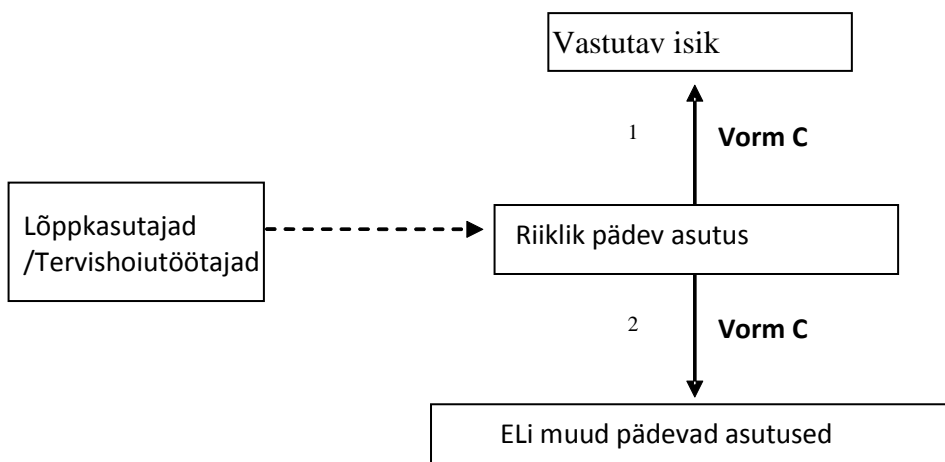 Vastutav isik
1
Vorm C
Lõppkasutajad
/Tervishoiutöötajad
Riiklik pädev asutus
2
Vorm C
ELi muud pädevad asutused